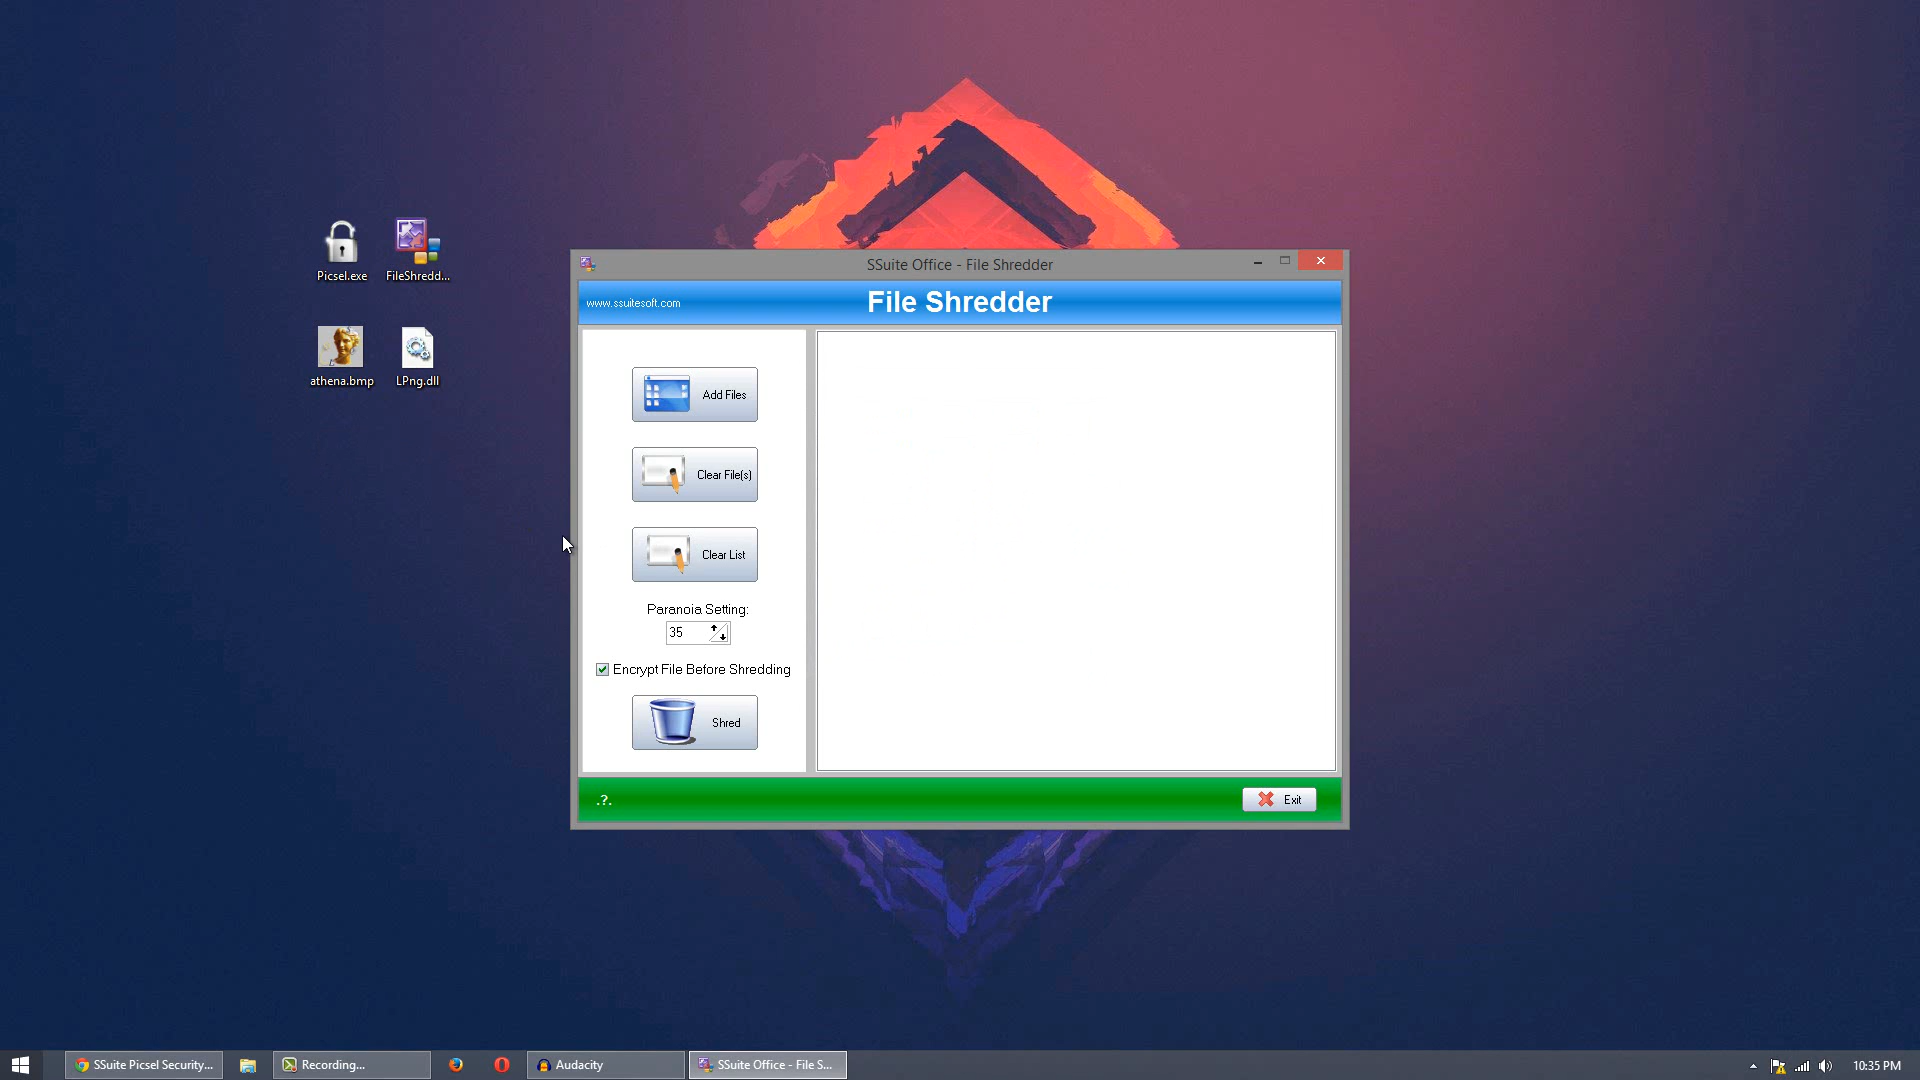 Picsel.exe
FileShredd...
athena.bmp
LPng.dll
SSuite Office - File Shredder
www.ssuitesoft.com
File Shredder
Add Files
Clear File(s)
Clear List
Paranoia Setting:
35
Encrypt File Before Shredding
Shred
.?.
Exit
SSuite Picsel Security...
Recording...
Audacity
SSuite Office - File S...
10:35 PM